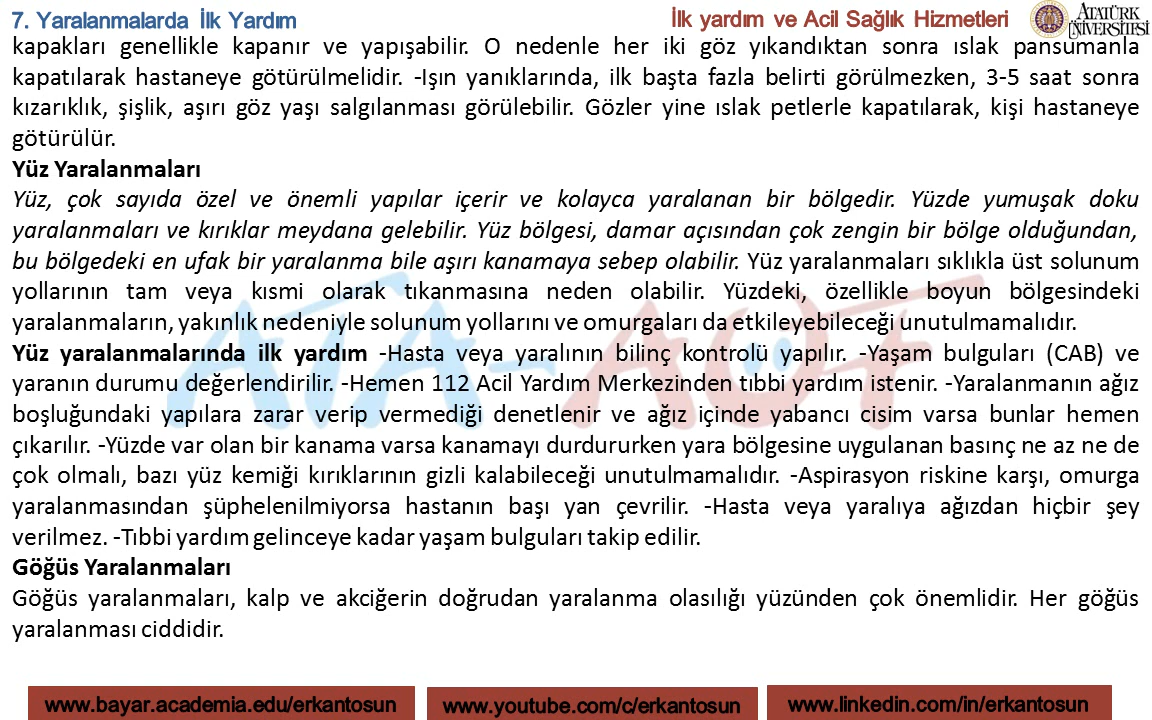 7. Yaralanmalarda İlk Yardım
İlk yardım ve Acil Sağlık Hizmetleri
ATATÜRK
ÜNİVERSİTESİ
kapakları genellikle kapanır ve yapışabilir. O nedenle her iki göz yıkandıktan sonra ıslak pansumanla
kapatılarak hastaneye götürülmelidir. -Işın yanıklarında, ilk başta fazla belirti görülmezken, 3-5 saat sonra
kızarıklık, şişlik, aşırı göz yaşı salgılanması görülebilir. Gözler yine ıslak petlerle kapatılarak, kişi hastaneye
götürülür.
Yüz Yaralanmaları
Yüz, çok sayıda özel ve önemli yapılar içerir ve kolayca yaralanan bir bölgedir. Yüzde yumuşak doku
yaralanmaları ve kırıklar meydana gelebilir. Yüz bölgesi, damar açısından çok zengin bir bölge olduğundan,
bu bölgedeki en ufak bir yaralanma bile aşırı kanamaya sebep olabilir. Yüz yaralanmaları sıklıkla üst solunum
yollarının tam veya kısmi olarak tıkanmasına neden olabilir. Yüzdeki, özellikle boyun bölgesindeki
yaralanmaların, yakınlık nedeniyle solunum yollarını ve omurgaları da etkileyebileceği unutulmamalıdır.
Yüz yaralanmalarında ilk yardım -Hasta veya yaralının bilinç kontrolü yapılır. -Yaşam bulguları (CAB) ve
yaranın durumu değerlendirilir. -Hemen 112 Acil Yardım Merkezinden tıbbi yardım istenir. -Yaralanmanın ağız
boşluğundaki yapılara zarar verip vermediği denetlenir ve ağız içinde yabancı cisim varsa bunlar hemen
çıkarılır. -Yüzde var olan bir kanama varsa kanamayı durdururken yara bölgesine uygulanan basınç ne az ne de
çok olmalı, bazı yüz kemiği kırıklarının gizli kalabileceği unutulmamalıdır. -Aspirasyon riskine karşı, omurga
yaralanmasından şüphelenilmiyorsa hastanın başı yan çevrilir. -Hasta veya yaralıya ağızdan hiçbir şey
verilmez. -Tıbbi yardım gelinceye kadar yaşam bulguları takip edilir.
Göğüs Yaralanmaları
Göğüs yaralanmaları, kalp ve akciğerin doğrudan yaralanma olasılığı yüzünden çok önemlidir. Her göğüs
yaralanması ciddidir.
ATA-AÖF
www.bayar.academia.edu/erkantosun
www.youtube.com/c/erkantosun
www.linkedin.com/in/erkantosun